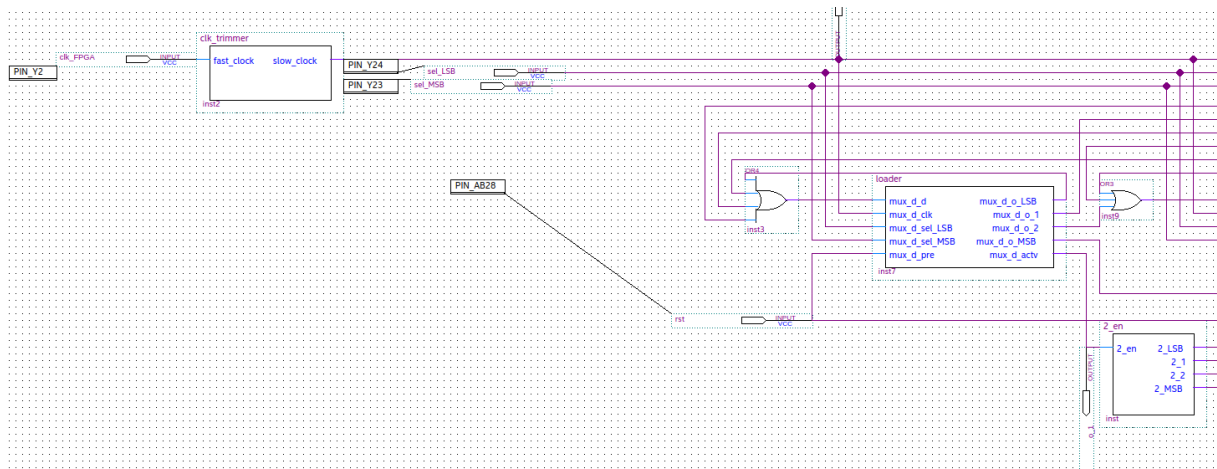 clk_trimmer
clk_FPGA
INPUT
VCC
PIN_Y2
fast_clock
slow_clock
inst2
PIN_Y24
sel_LSB
INPUT
VCC
PIN_Y23
sel_MSB
INPUT
VCC
OUTPUT
PIN_AB28
OR4
inst3
loader
mux_d_d
mux_d_o_LSB
mux_d_clk
mux_d_o_1
mux_d_sel_LSB
mux_d_o_2
mux_d_sel_MSB
mux_d_o_MSB
mux_d_pre
mux_d_actv
inst7
OR3
inst9
rst
INPUT
VCC
2_en
2_en
2_LSB
2_1
2_2
2_MSB
inst
OUTPUT
o_1